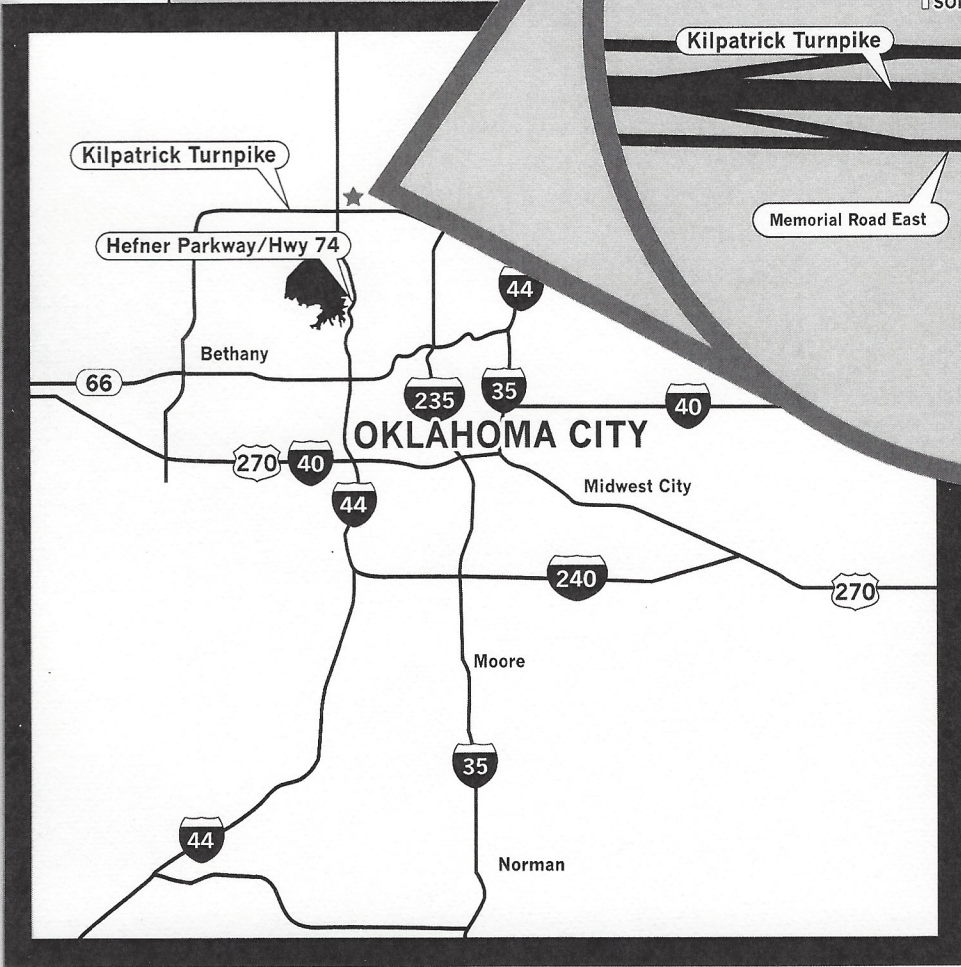 Kilpatrick Turnpike
Memorial Road East
Kilpatrick Turnpike
Hefner Parkway/Hwy 74
44
Bethany
66
235
35
40
OKLAHOMA CITY
270
40
Midwest City
44
240
270
Moore
35
44
Norman